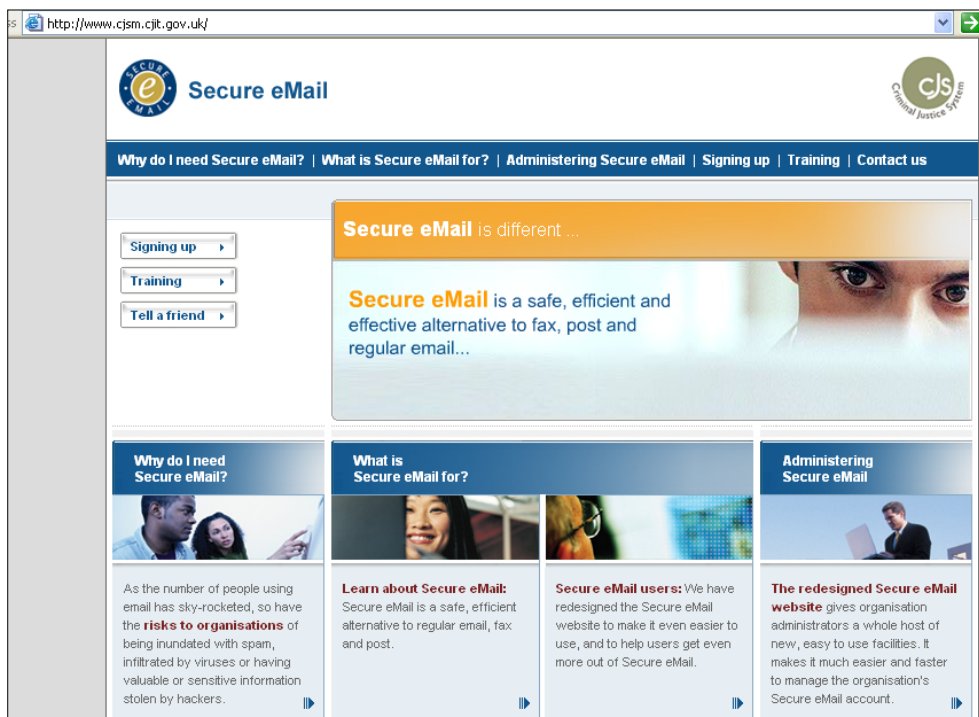 ss http://www.cjsm.cjit.gov.uk/
SECURE EMAIL
e
Secure eMail
cjs
Criminal Justice System
Why do I need Secure eMail? | What is Secure eMail for? | Administering Secure eMail | Signing up | Training | Contact us
Signing up
Training
Tell a friend
Secure eMail is different ...
Secure eMail is a safe, efficient and
effective alternative to fax, post and
regular email...
Why do I need
Secure eMail?
As the number of people using
email has sky-rocketed, so have
the risks to organisations of
being inundated with spam,
infiltrated by viruses or having
valuable or sensitive information
stolen by hackers.
What is
Secure eMail for?
Learn about Secure eMail:
Secure eMail is a safe, efficient
alternative to regular email, fax
and post.
Secure eMail users: We have
redesigned the Secure eMail
website to make it even easier to
use, and to help users get even
more out of Secure eMail.
Administering
Secure eMail
The redesigned Secure eMail
website gives organisation
administrators a whole host of
new, easy to use facilities. It
makes it much easier and faster
to manage the organisation's
Secure eMail account.